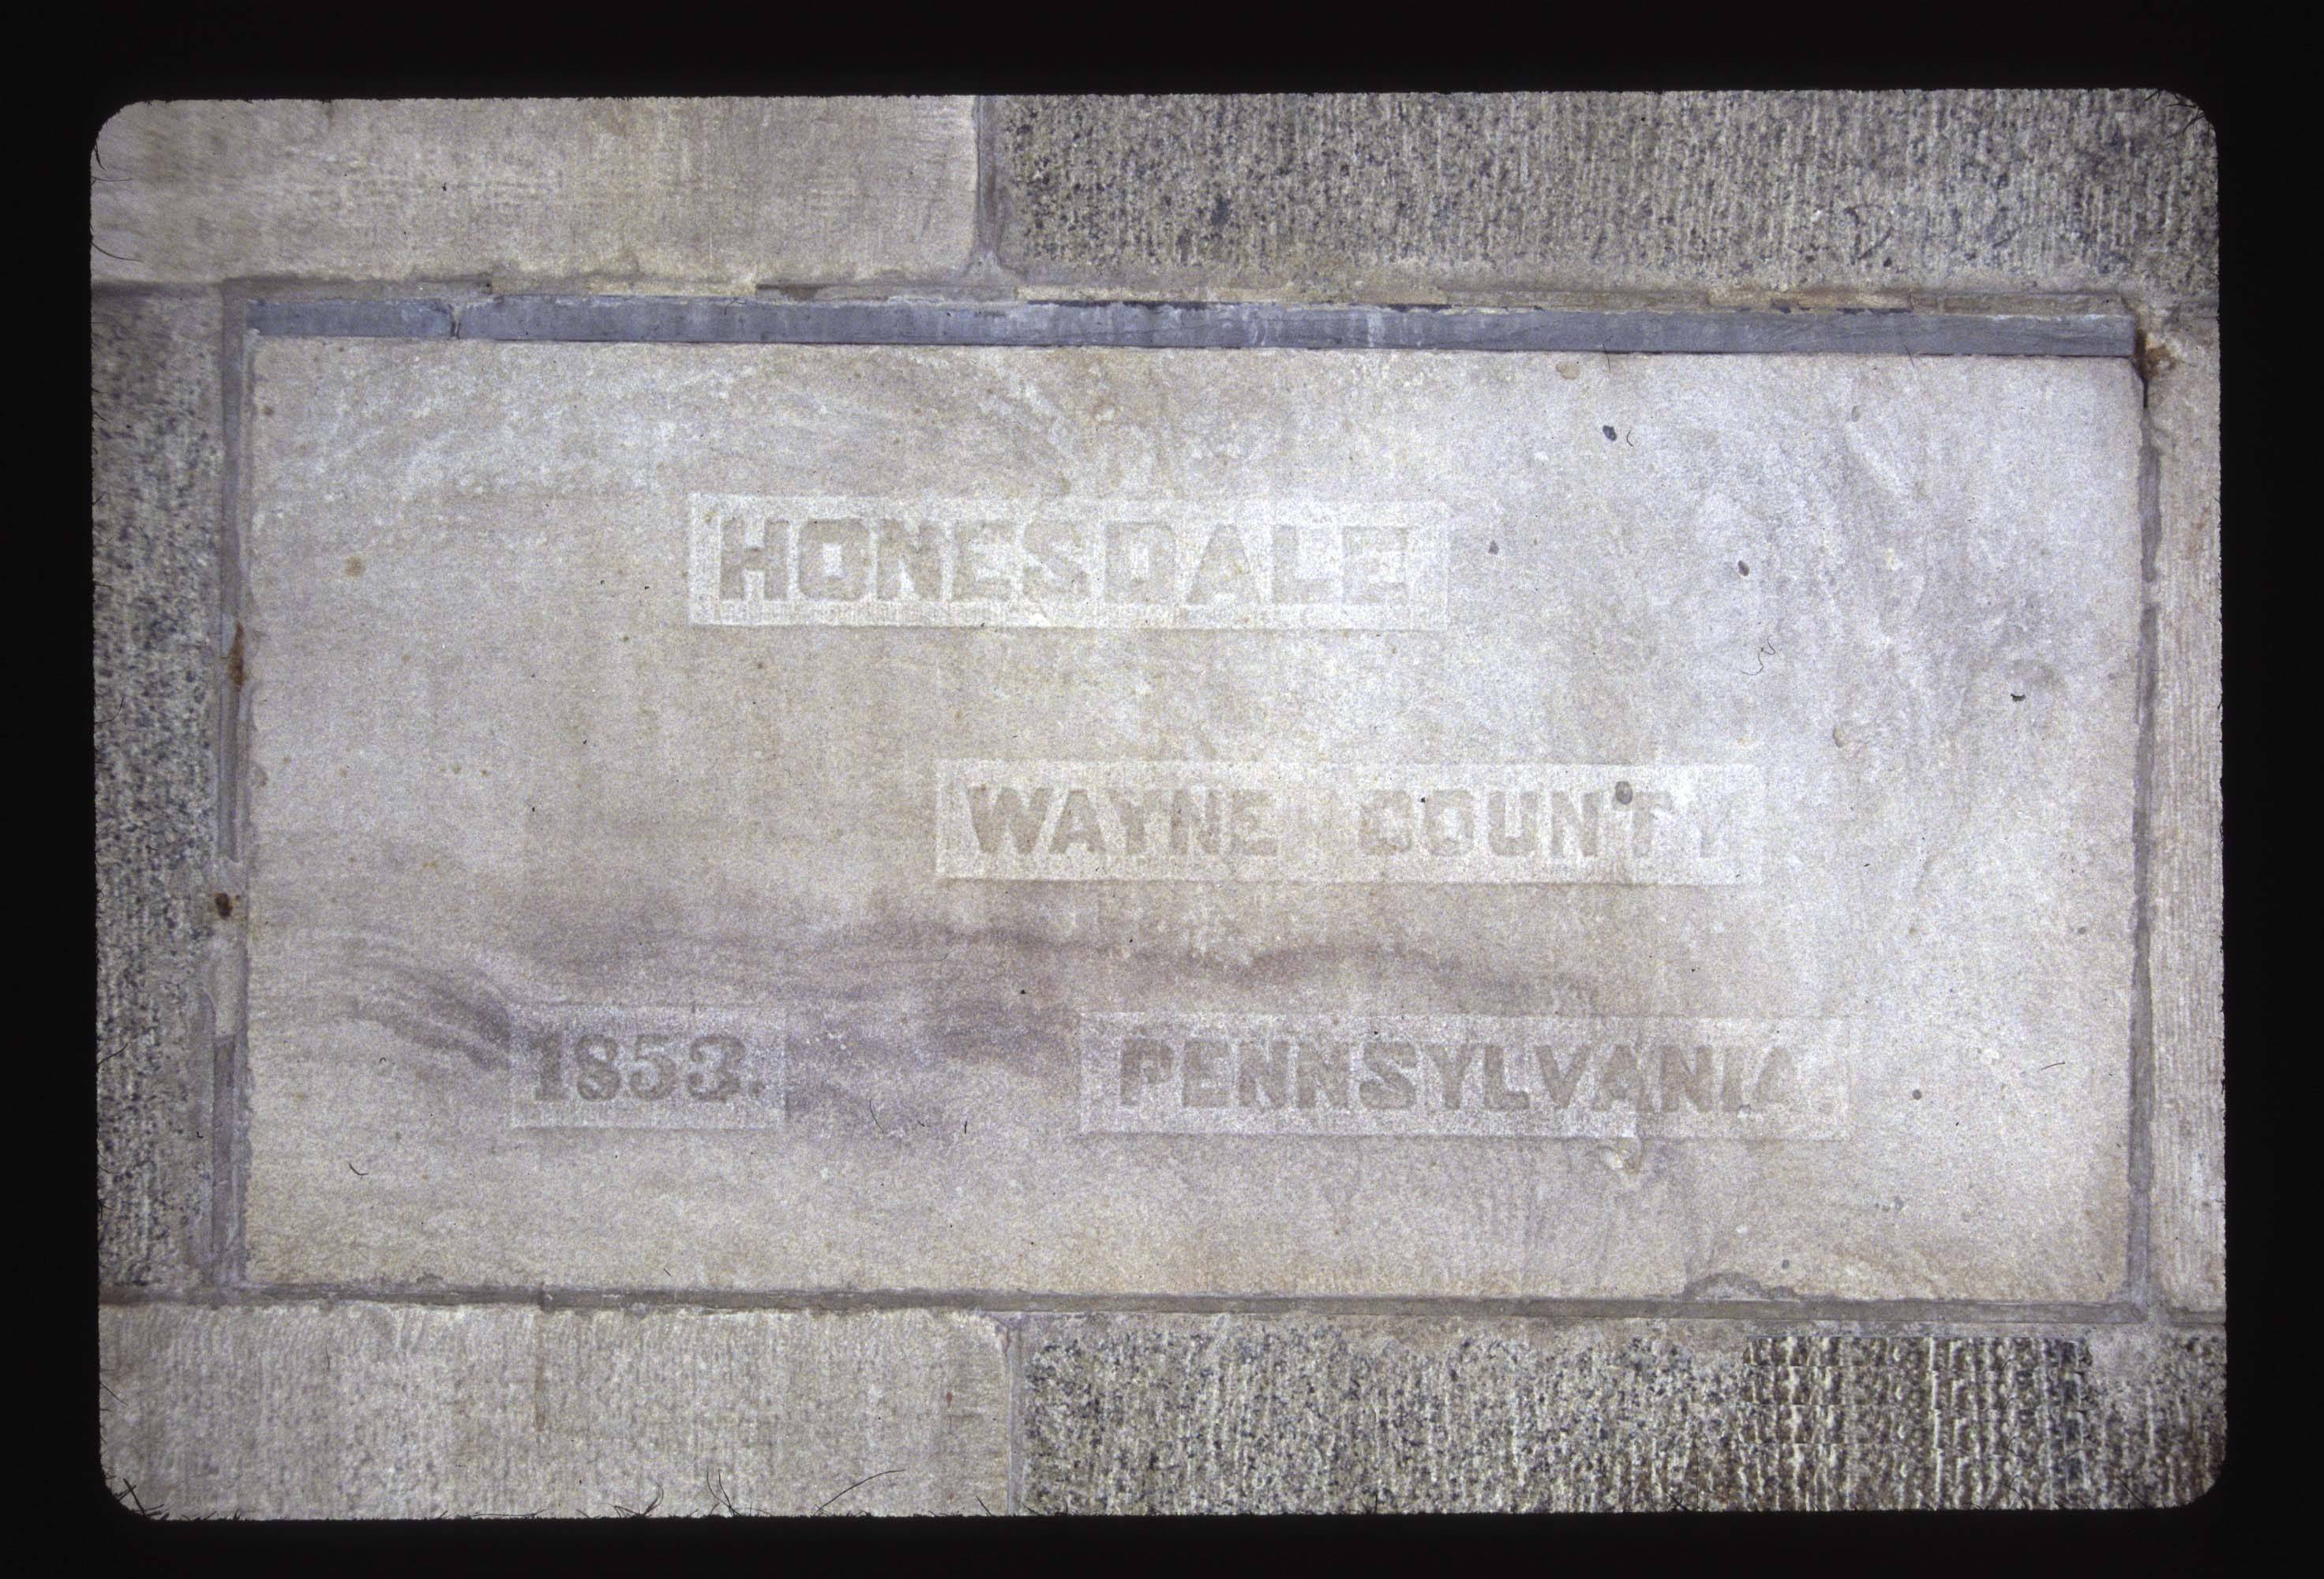 HONESDALE
WAYNE COUNTY
1853. PENNSYLVANIA.